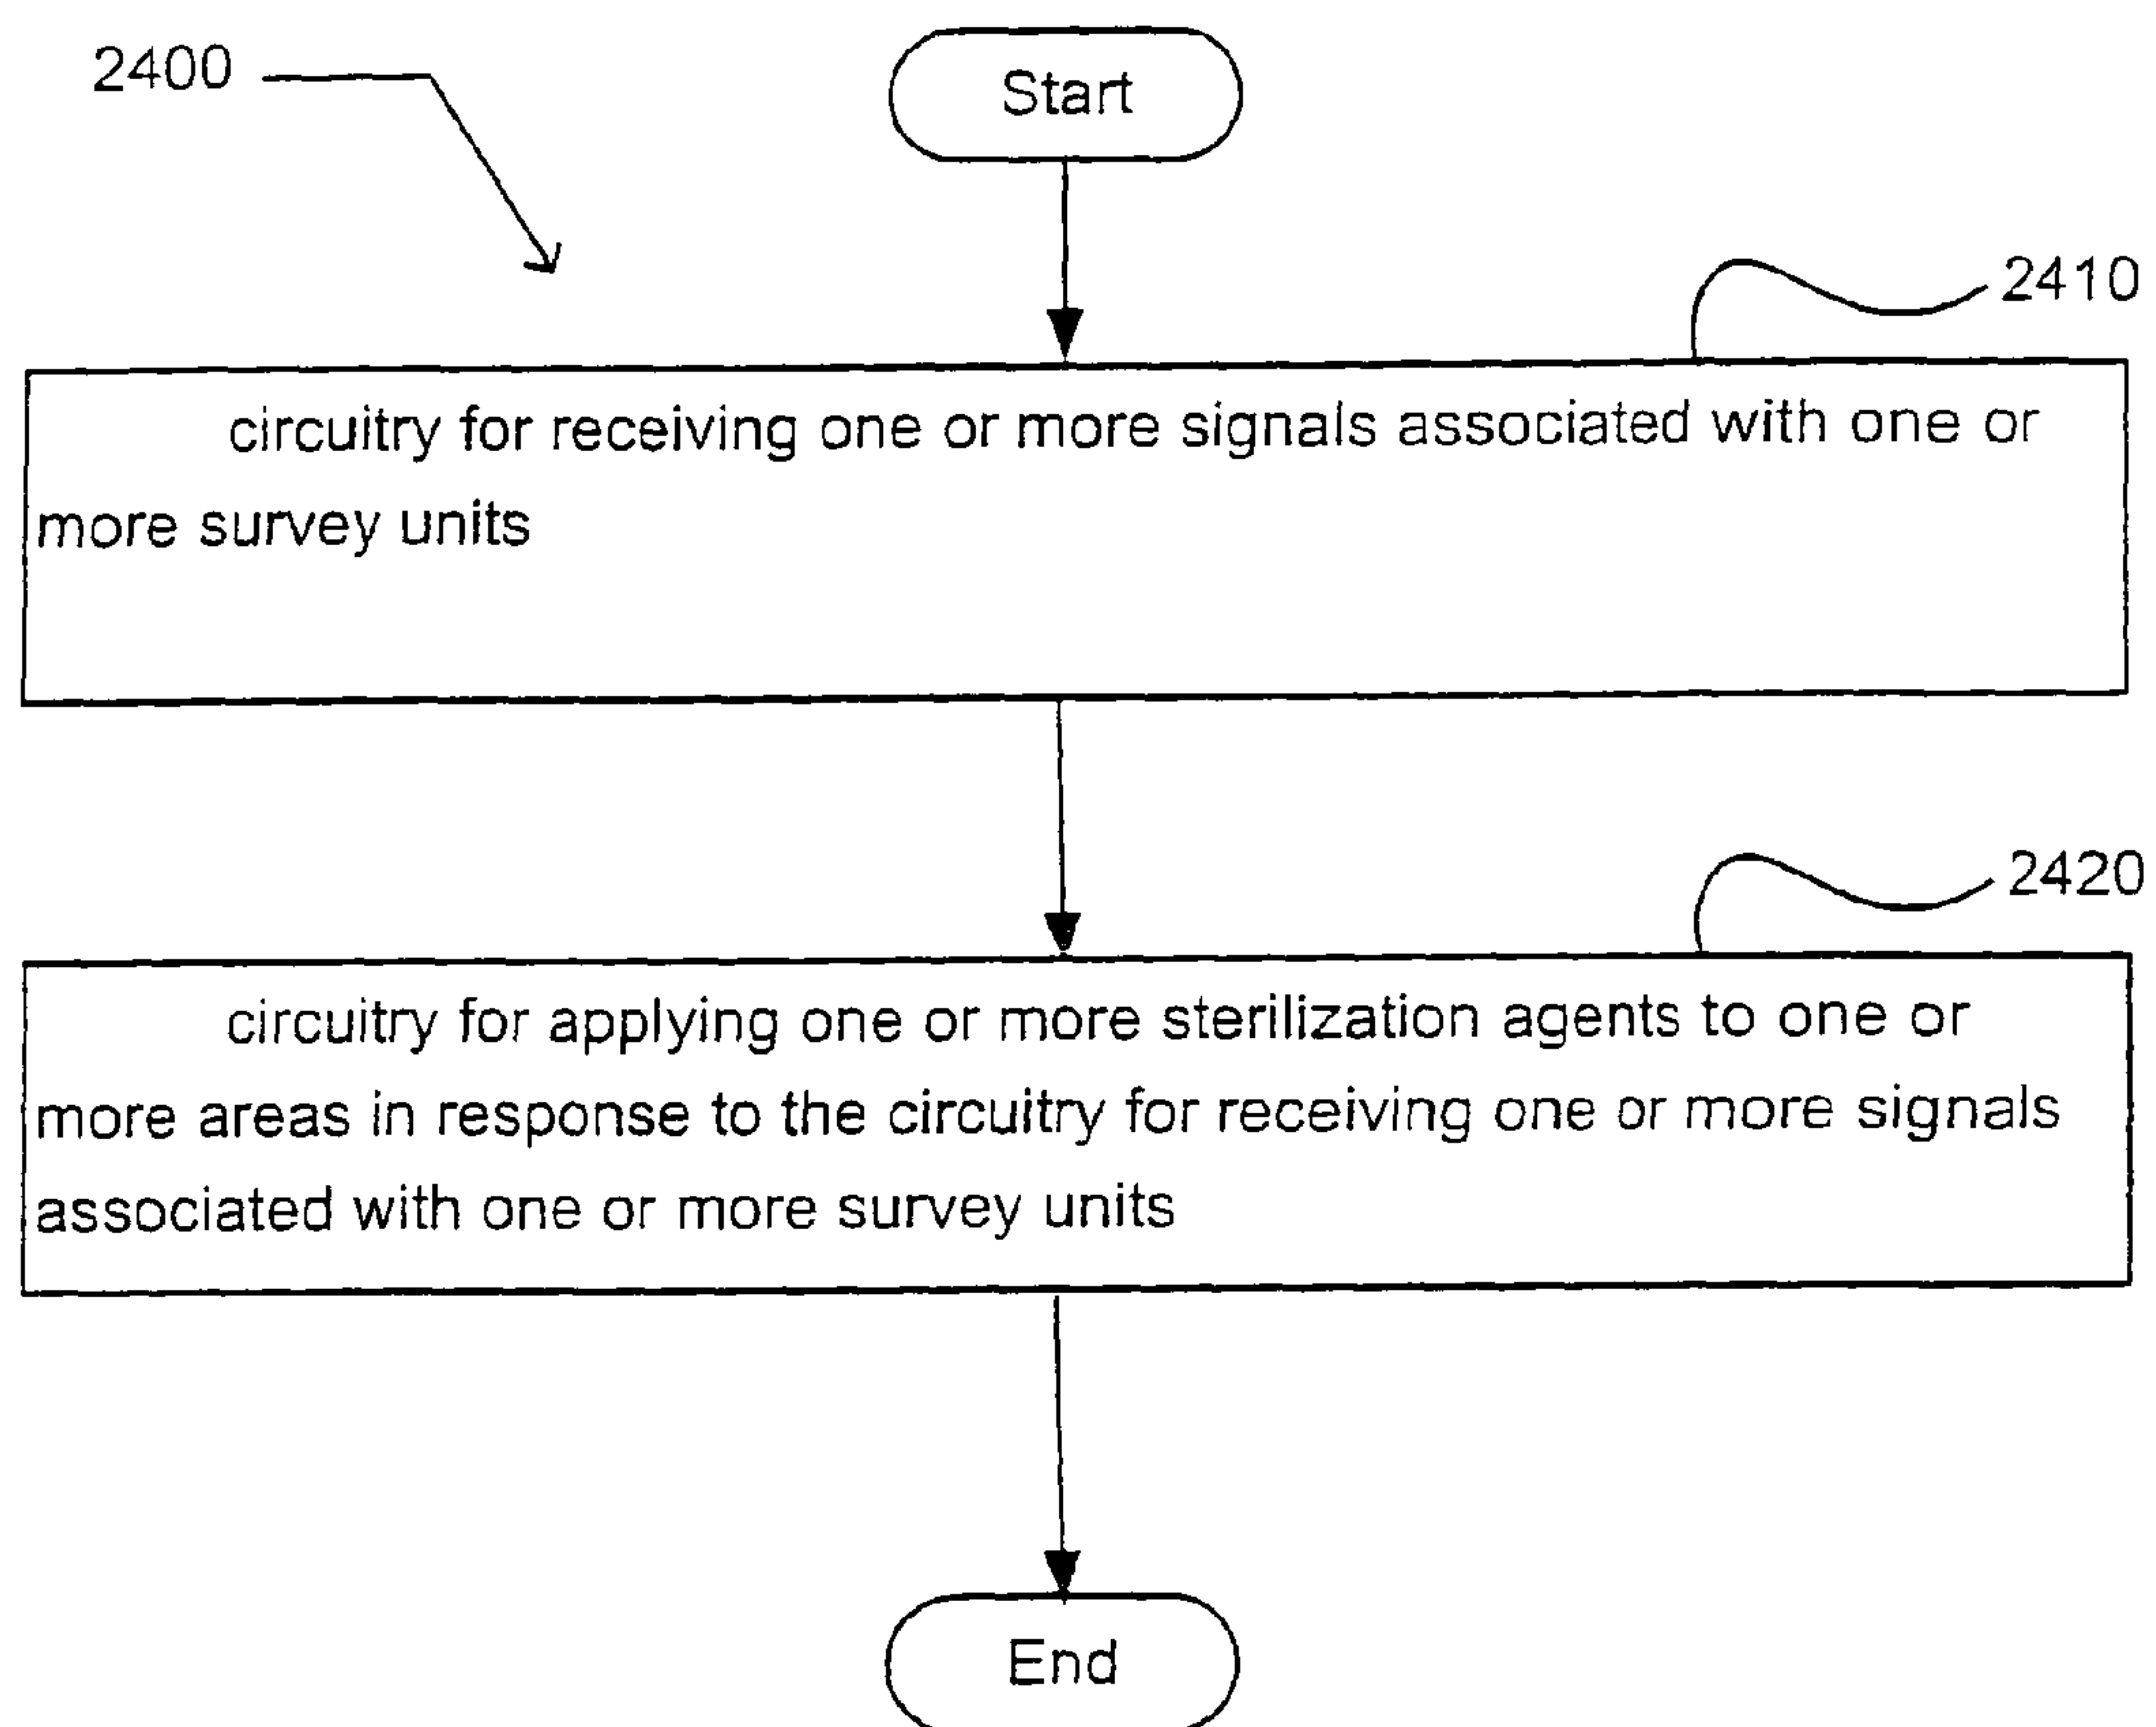 2400
Start
2410
circuitry for receiving one or more signals associated with one or
more survey units
2420
circuitry for applying one or more sterilization agents to one or
more areas in response to the circuitry for receiving one or more signals
associated with one or more survey units
End